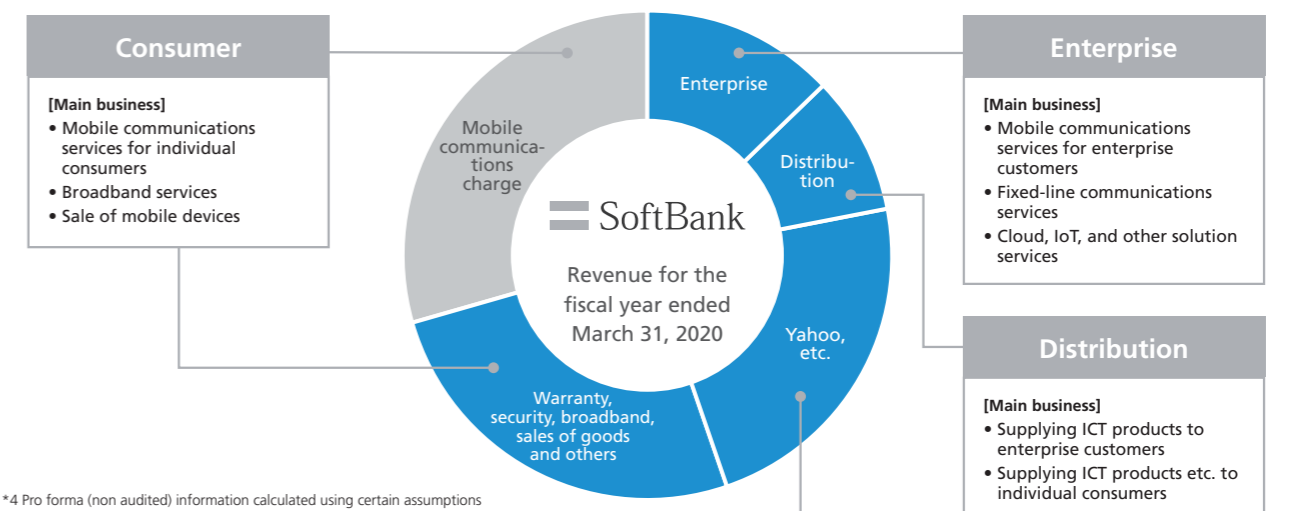 Consumer
[Main business]
• Mobile communications
services for individual
consumers
• Broadband services
• Sale of mobile devices
Mobile
communica-
tions
charge
Enterprise
Distribu-
tion
SoftBank
Revenue for the
fiscal year ended
March 31, 2020
Yahoo,
etc.
Warranty,
security, broadband,
sales of goods
and others
Enterprise
[Main business]
• Mobile communications
services for enterprise
customers
• Fixed-line communications
services
• Cloud, IoT, and other solution
services
Distribution
[Main business]
• Supplying ICT products to
enterprise customers
• Supplying ICT products etc. to
individual consumers
*4 Pro forma (non audited) information calculated using certain assumptions